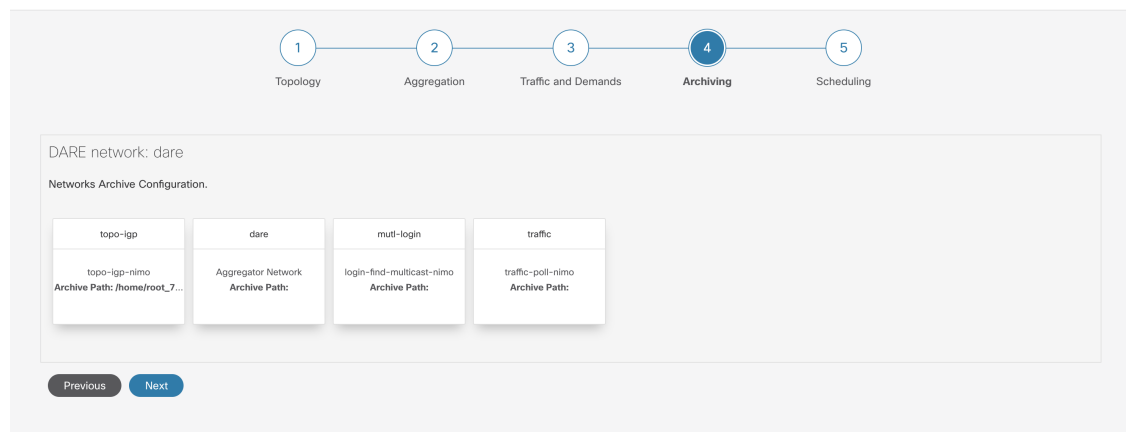 1
2
3
4
5
Topology
Aggregation
Traffic and Demands
Archiving
Scheduling
DARE network: dare
Networks Archive Configuration.
topo-igp
dare
mutl-login
traffic
topo-igp-nimo
Archive Path: /home/root_7...
Aggregator Network
Archive Path:
login-find-multicast-nimo
Archive Path:
traffic-poll-nimo
Archive Path:
Previous
Next